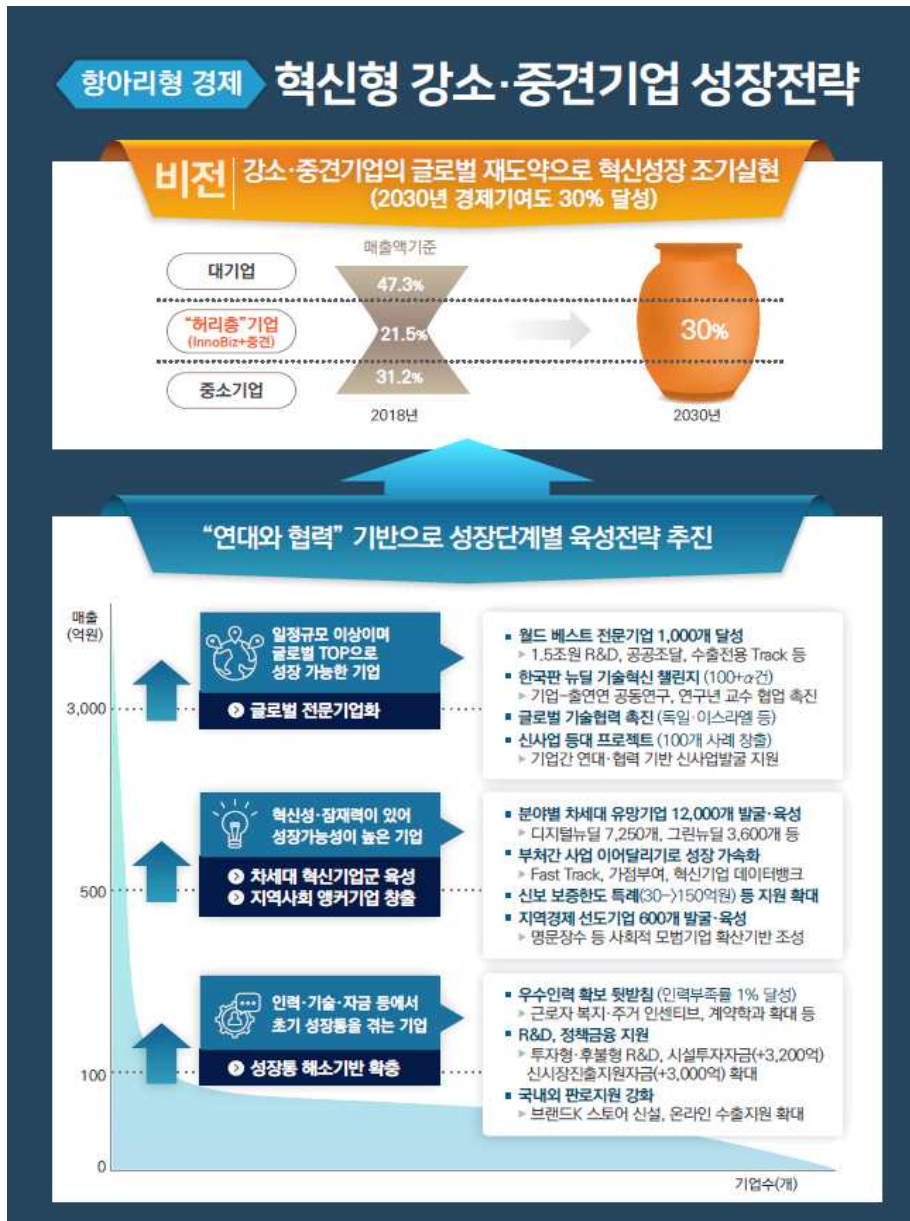 항아리형 경제 혁신형 강소·중견기업 성장전략
비전 강소·중견기업의 글로벌 재도약으로 혁신성장 조기실현
(2030년 경제기여도 30% 달성)
매출액기준
대기업
47.3%
“허리층”기업
(InnoBiz+중견)
21.5%
30%
중소기업
31.2%
2018년
2030년
“연대와 협력” 기반으로 성장단계별 육성전략 추진
매출
(억원)
3,000
일정규모 이상이며
글로벌 TOP으로
성장 가능한 기업
글로벌 전문기업화
▪ 월드 베스트 전문기업 1,000개 달성
▶ 1.5조원 R&D, 공공조달, 수출전용 Track 등
▪ 한국판 뉴딜 기술혁신 챌린지 (100+α건)
▶ 기업-출연연 공동연구, 연구년 교수 협업 촉진
▪ 글로벌 기술협력 촉진 (독일·이스라엘 등)
▪ 신사업 등대 프로젝트 (100개 사례 창출)
▶ 기업간 연대·협력 기반 신사업발굴 지원
500
혁신성·잠재력이 있어
성장가능성이 높은 기업
차세대 혁신기업군 육성
지역사회 앵커기업 창출
▪ 분야별 차세대 유망기업 12,000개 발굴·육성
▶ 디지털뉴딜 7,250개, 그린뉴딜 3,600개 등
▪ 부처간 사업 이어달리기로 성장 가속화
▶ Fast Track, 가점부여, 혁신기업 데이터뱅크
▪ 신보 보증한도 특례(30->150억원) 등 지원 확대
▪ 지역경제 선도기업 600개 발굴·육성
▶ 명문장수 등 사회적 모범기업 확산기반 조성
100
인력·기술·자금 등에서
초기 성장통을 겪는 기업
성장통 해소기반 확충
▪ 우수인력 확보 뒷받침 (인력부족률 1% 달성)
▶ 근로자 복지·주거 인센티브, 계약학과 확대 등
▪ R&D, 정책금융 지원
▶ 투자형·후불형 R&D, 시설투자자금(+3,200억)
신시장진출지원자금(+3,000억) 확대
▪ 국내외 판로지원 강화
▶ 브랜드K 스토어 신설, 온라인 수출지원 확대
0
기업수(개)